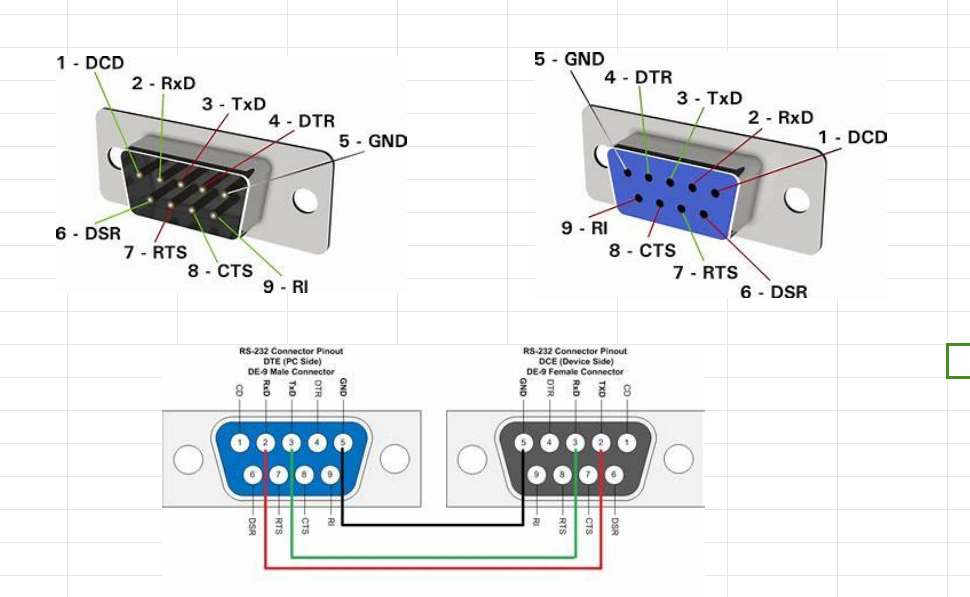 1 - DCD
2 - RxD
3 - TxD
4 - DTR
5 - GND
6 - DSR
7 - RTS
8 - CTS
9 - RI
5 - GND
4 - DTR
3 - TxD
2 - RxD
1 - DCD
9 - RI
8 - CTS
7 - RTS
6 - DSR
RS-232 Connector Pinout
DTE (PC Side)
DE-9 Male Connector
CD RxD TxD DTR GND
1 2 3 4 5
6 7 8 9
DSR RTS CTS RI
RS-232 Connector Pinout
DCE (Device Side)
DE-9 Female Connector
GND DTR RxD TXD CD
5 4 3 2 1
9 8 7 6
RI RTS CTS DSR